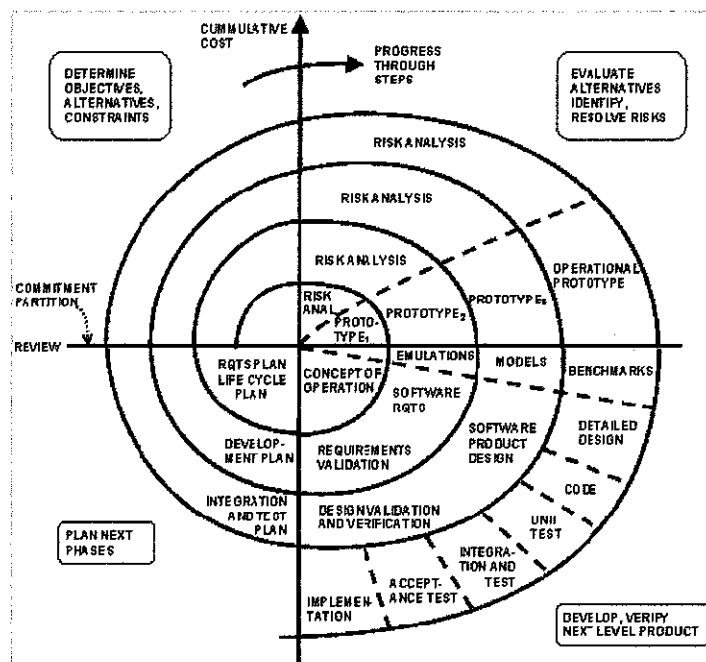 CUMMULATIVE
COST
PROGRESS
THROUGH
STEPS
DETERMINE
OBJECTIVES,
ALTERNATIVES,
CONSTRAINTS
EVALUATE
ALTERNATIVES
IDENTIFY,
RESOLVE RISKS
RISK ANALYSIS
RISK ANALYSIS
RISK ANALYSIS
RISK
ANAL
OPERATIONAL
PROTOTYPE
COMMITMENT
PARTITION
PROTO-
TYPE₁
PROTOTYPE₂
PROTOTYPE₃
REVIEW
RQTS PLAN
LIFE CYCLE
PLAN
CONCEPT OF
OPERATION
EMULATIONS
MODELS
BENCHMARKS
SOFTWARE
RQTO
DETAILED
DESIGN
SOFTWARE
PRODUCT
DESIGN
DEVELOP-
MENT PLAN
REQUIREMENTS
VALIDATION
CODE
INTEGRATION
AND TEST
PLAN
DESIGN VALIDATION
AND VERIFICATION
UNIT
TEST
PLAN NEXT
PHASES
INTEGRA-
TION AND
TEST
ACCEPT-
ANCE TEST
IMPLEMEN-
TATION
DEVELOP, VERIFY
NEXT LEVEL PRODUCT